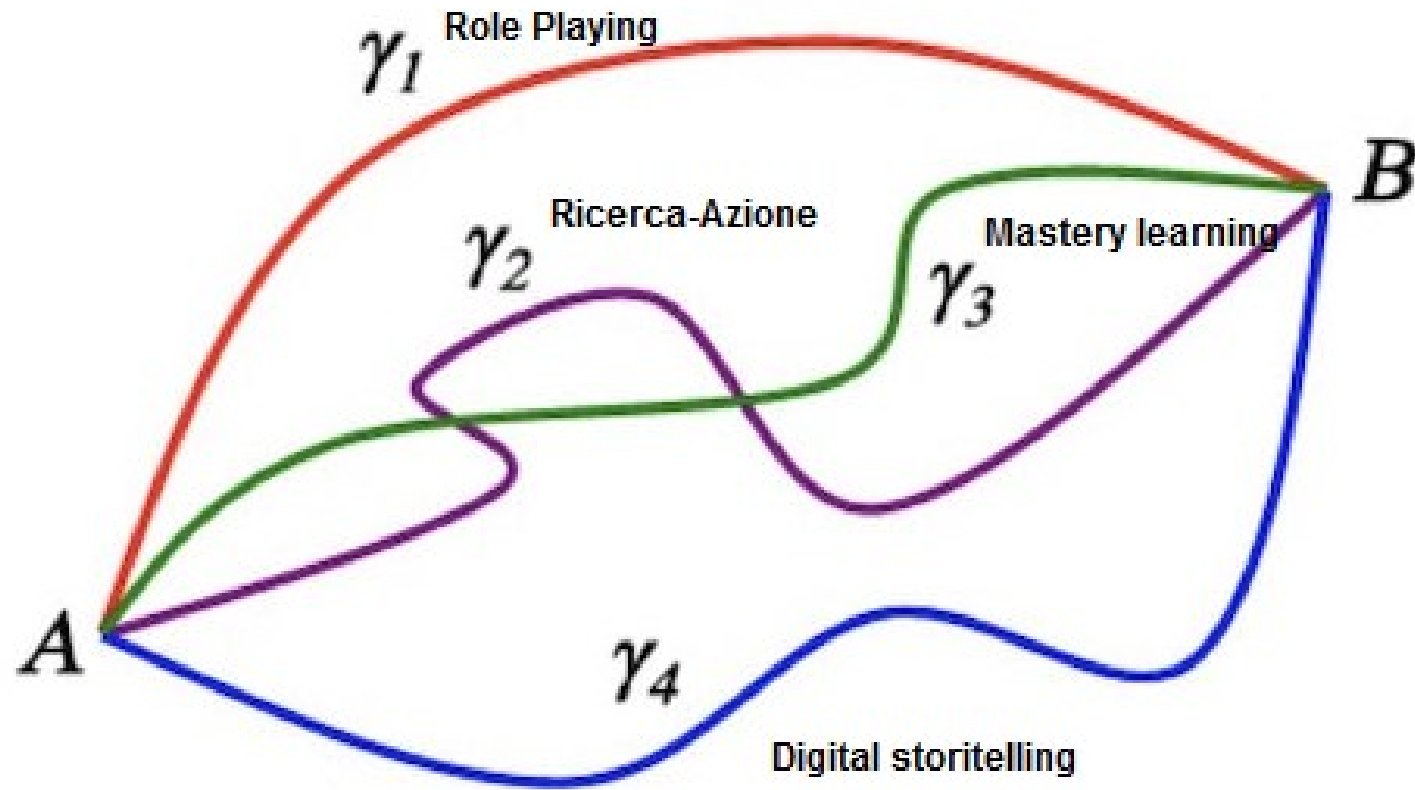 γ1 Role Playing
B
γ2 Ricerca-Azione
Mastery learning
γ3
A
γ4
Digital storitelling